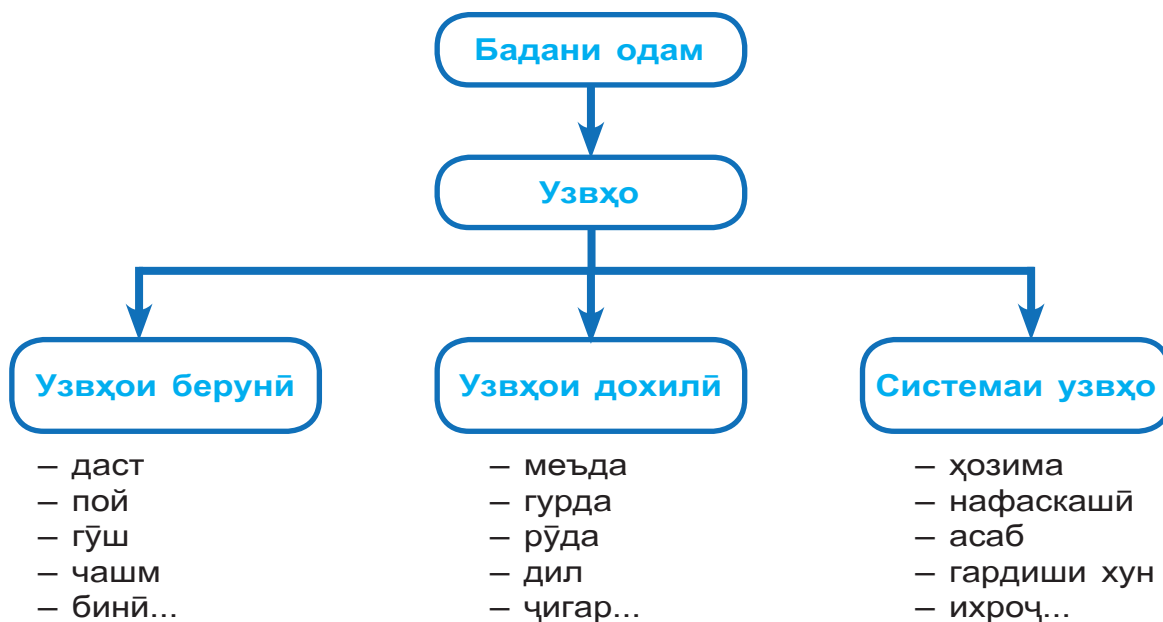 Бадани одам
Узвҳо
Узвҳои берунӣ
– даст
– пой
– гӯш
– чашм
– бинӣ...
Узвҳои дохилӣ
– меъда
– гурда
– рӯда
– дил
– ҷигар...
Системаи узвҳо
– ҳозима
– нафаскашӣ
– асаб
– гардиши хун
– ихроҷ...